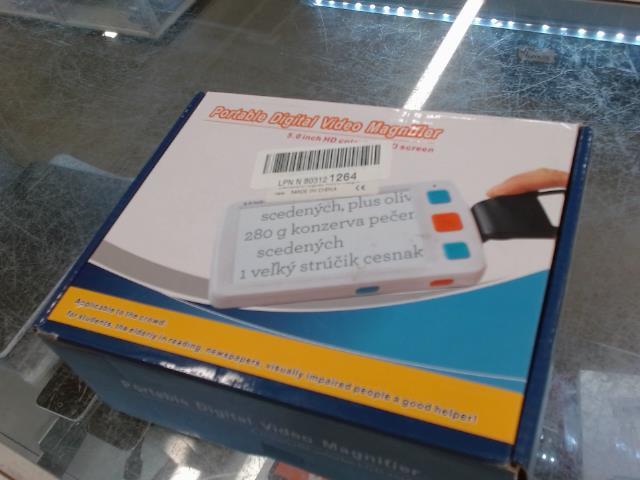 Portable Digital Video Magnifier
5.0 inch HD screen
LPN N 803121264
MADE IN CHINA CE
scedených, plus oliv
280 g konzerva pečer
scedených
1 veľký strúčik cesnak
Applicable to the crowd
for students, the elderly in reading, newspapers, visually impaired people a good helper!
Portable Digital Video Magnifier